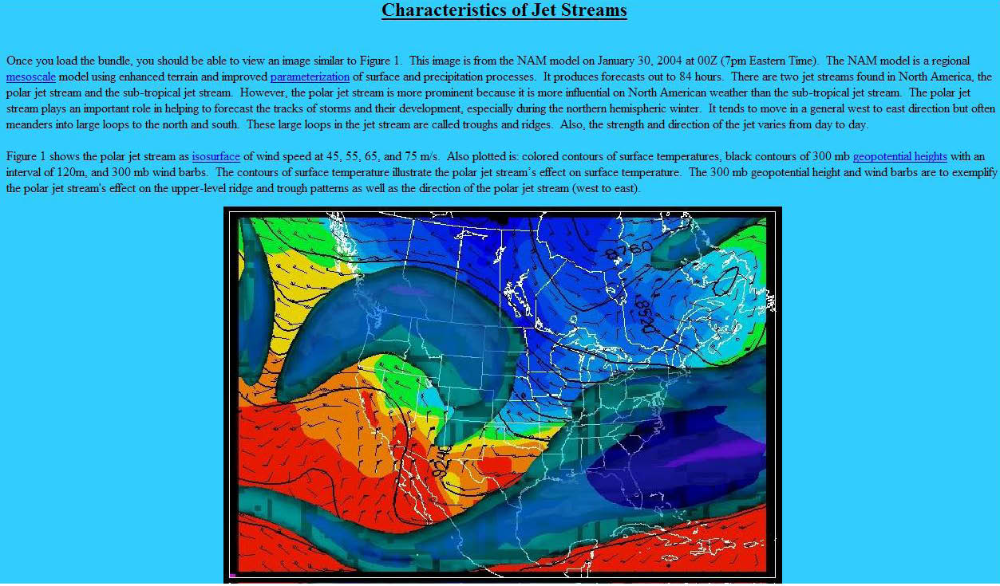 Characteristics of Jet Streams
Once you load the bundle, you should be able to view an image similar to Figure 1.  This image is from the NAM model on January 30, 2004 at 00Z (7pm Eastern Time).  The NAM model is a regional
mesoscale model using enhanced terrain and improved parameterization of surface and precipitation processes.  It produces forecasts out to 84 hours.  There are two jet streams found in North America, the
polar jet stream and the sub-tropical jet stream.  However, the polar jet stream is more prominent because it is more influential on North American weather than the sub-tropical jet stream.  The polar jet
stream plays an important role in helping to forecast the tracks of storms and their development, especially during the northern hemispheric winter.  It tends to move in a general west to east direction but often
meanders into large loops to the north and south.  These large loops in the jet stream are called troughs and ridges.  Also, the strength and direction of the jet varies from day to day.
Figure 1 shows the polar jet stream as isosurface of wind speed at 45, 55, 65, and 75 m/s.  Also plotted is: colored contours of surface temperatures, black contours of 300 mb geopotential heights with an
interval of 120m, and 300 mb wind barbs.  The contours of surface temperature illustrate the polar jet stream's effect on surface temperature.  The 300 mb geopotential height and wind barbs are to exemplify
the polar jet stream's effect on the upper-level ridge and trough patterns as well as the direction of the polar jet stream (west to east).
8760
9240